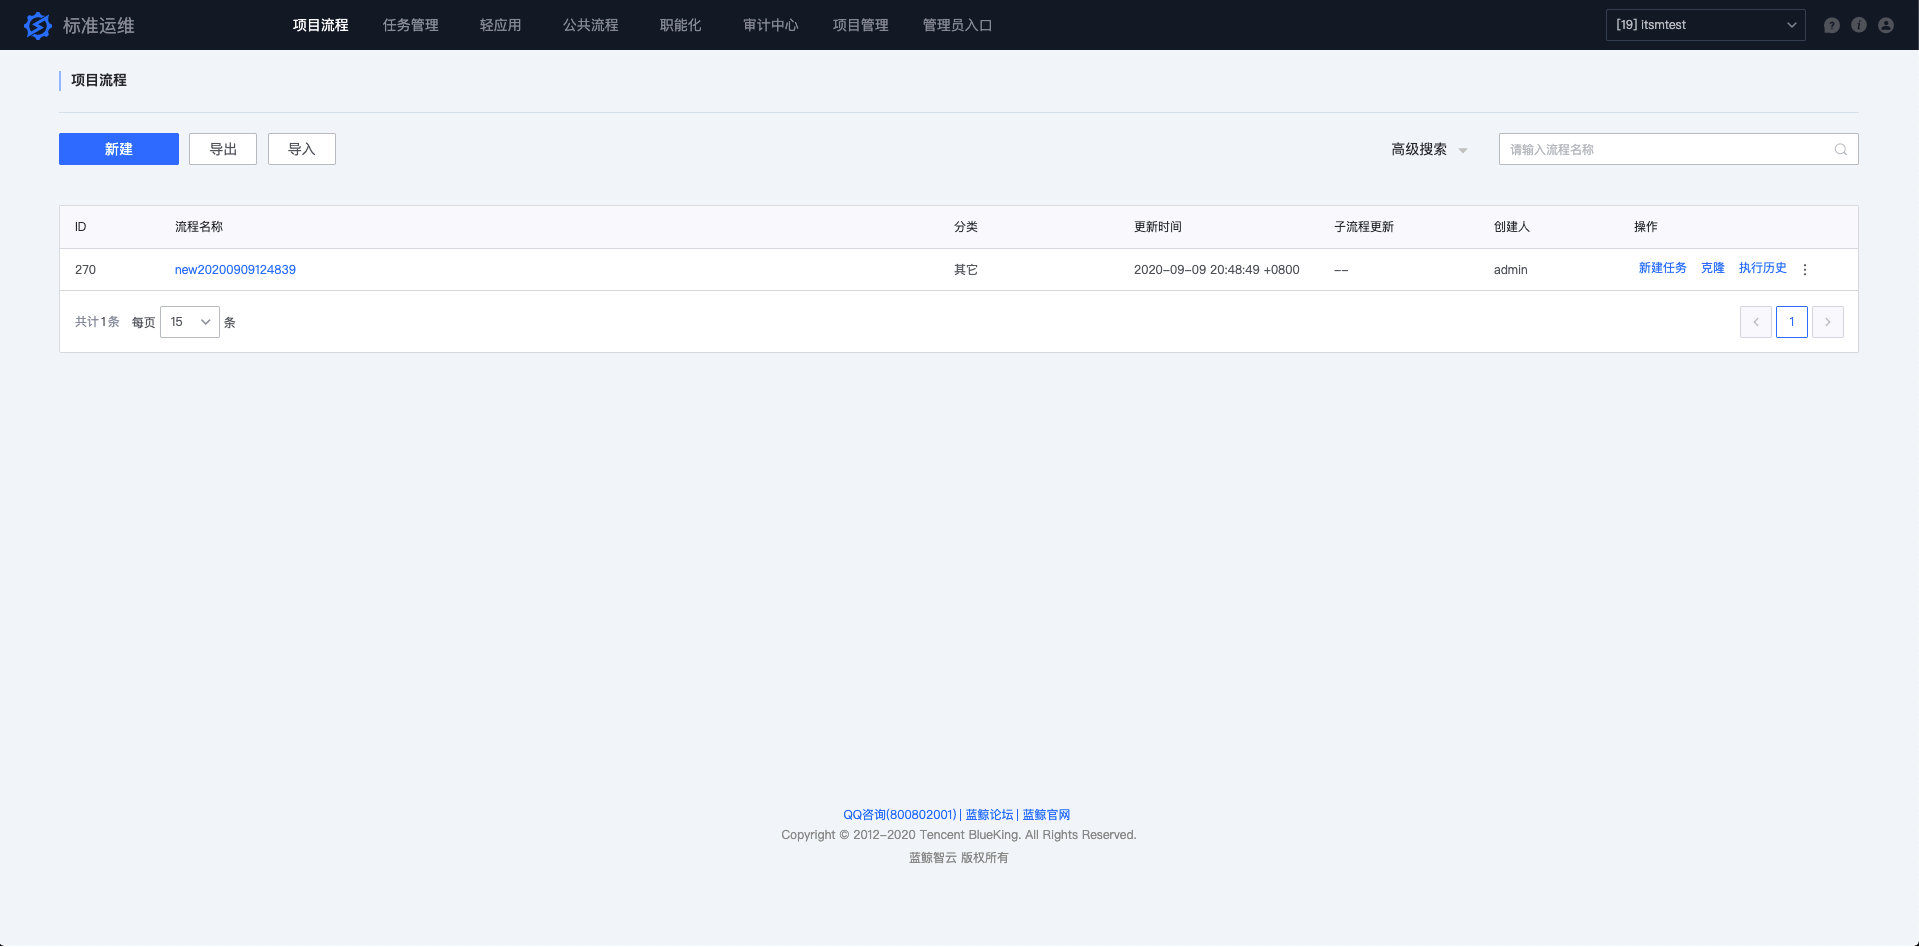 标准运维 项目流程 任务管理 轻应用 公共流程 职能化 审计中心 项目管理 管理员入口 [19] itsmtest
项目流程
新建 导出 导入 高级搜索 请输入流程名称
ID 流程名称 分类 更新时间 子流程更新 创建人 操作
270 new20200909124839 其它 2020-09-09 20:48:49 +0800 -- admin 新建任务 克隆 执行历史
共计1条 每页 15 条 1
QQ咨询(800802001) | 蓝鲸论坛 | 蓝鲸官网
Copyright © 2012-2020 Tencent BlueKing. All Rights Reserved.
蓝鲸智云 版权所有